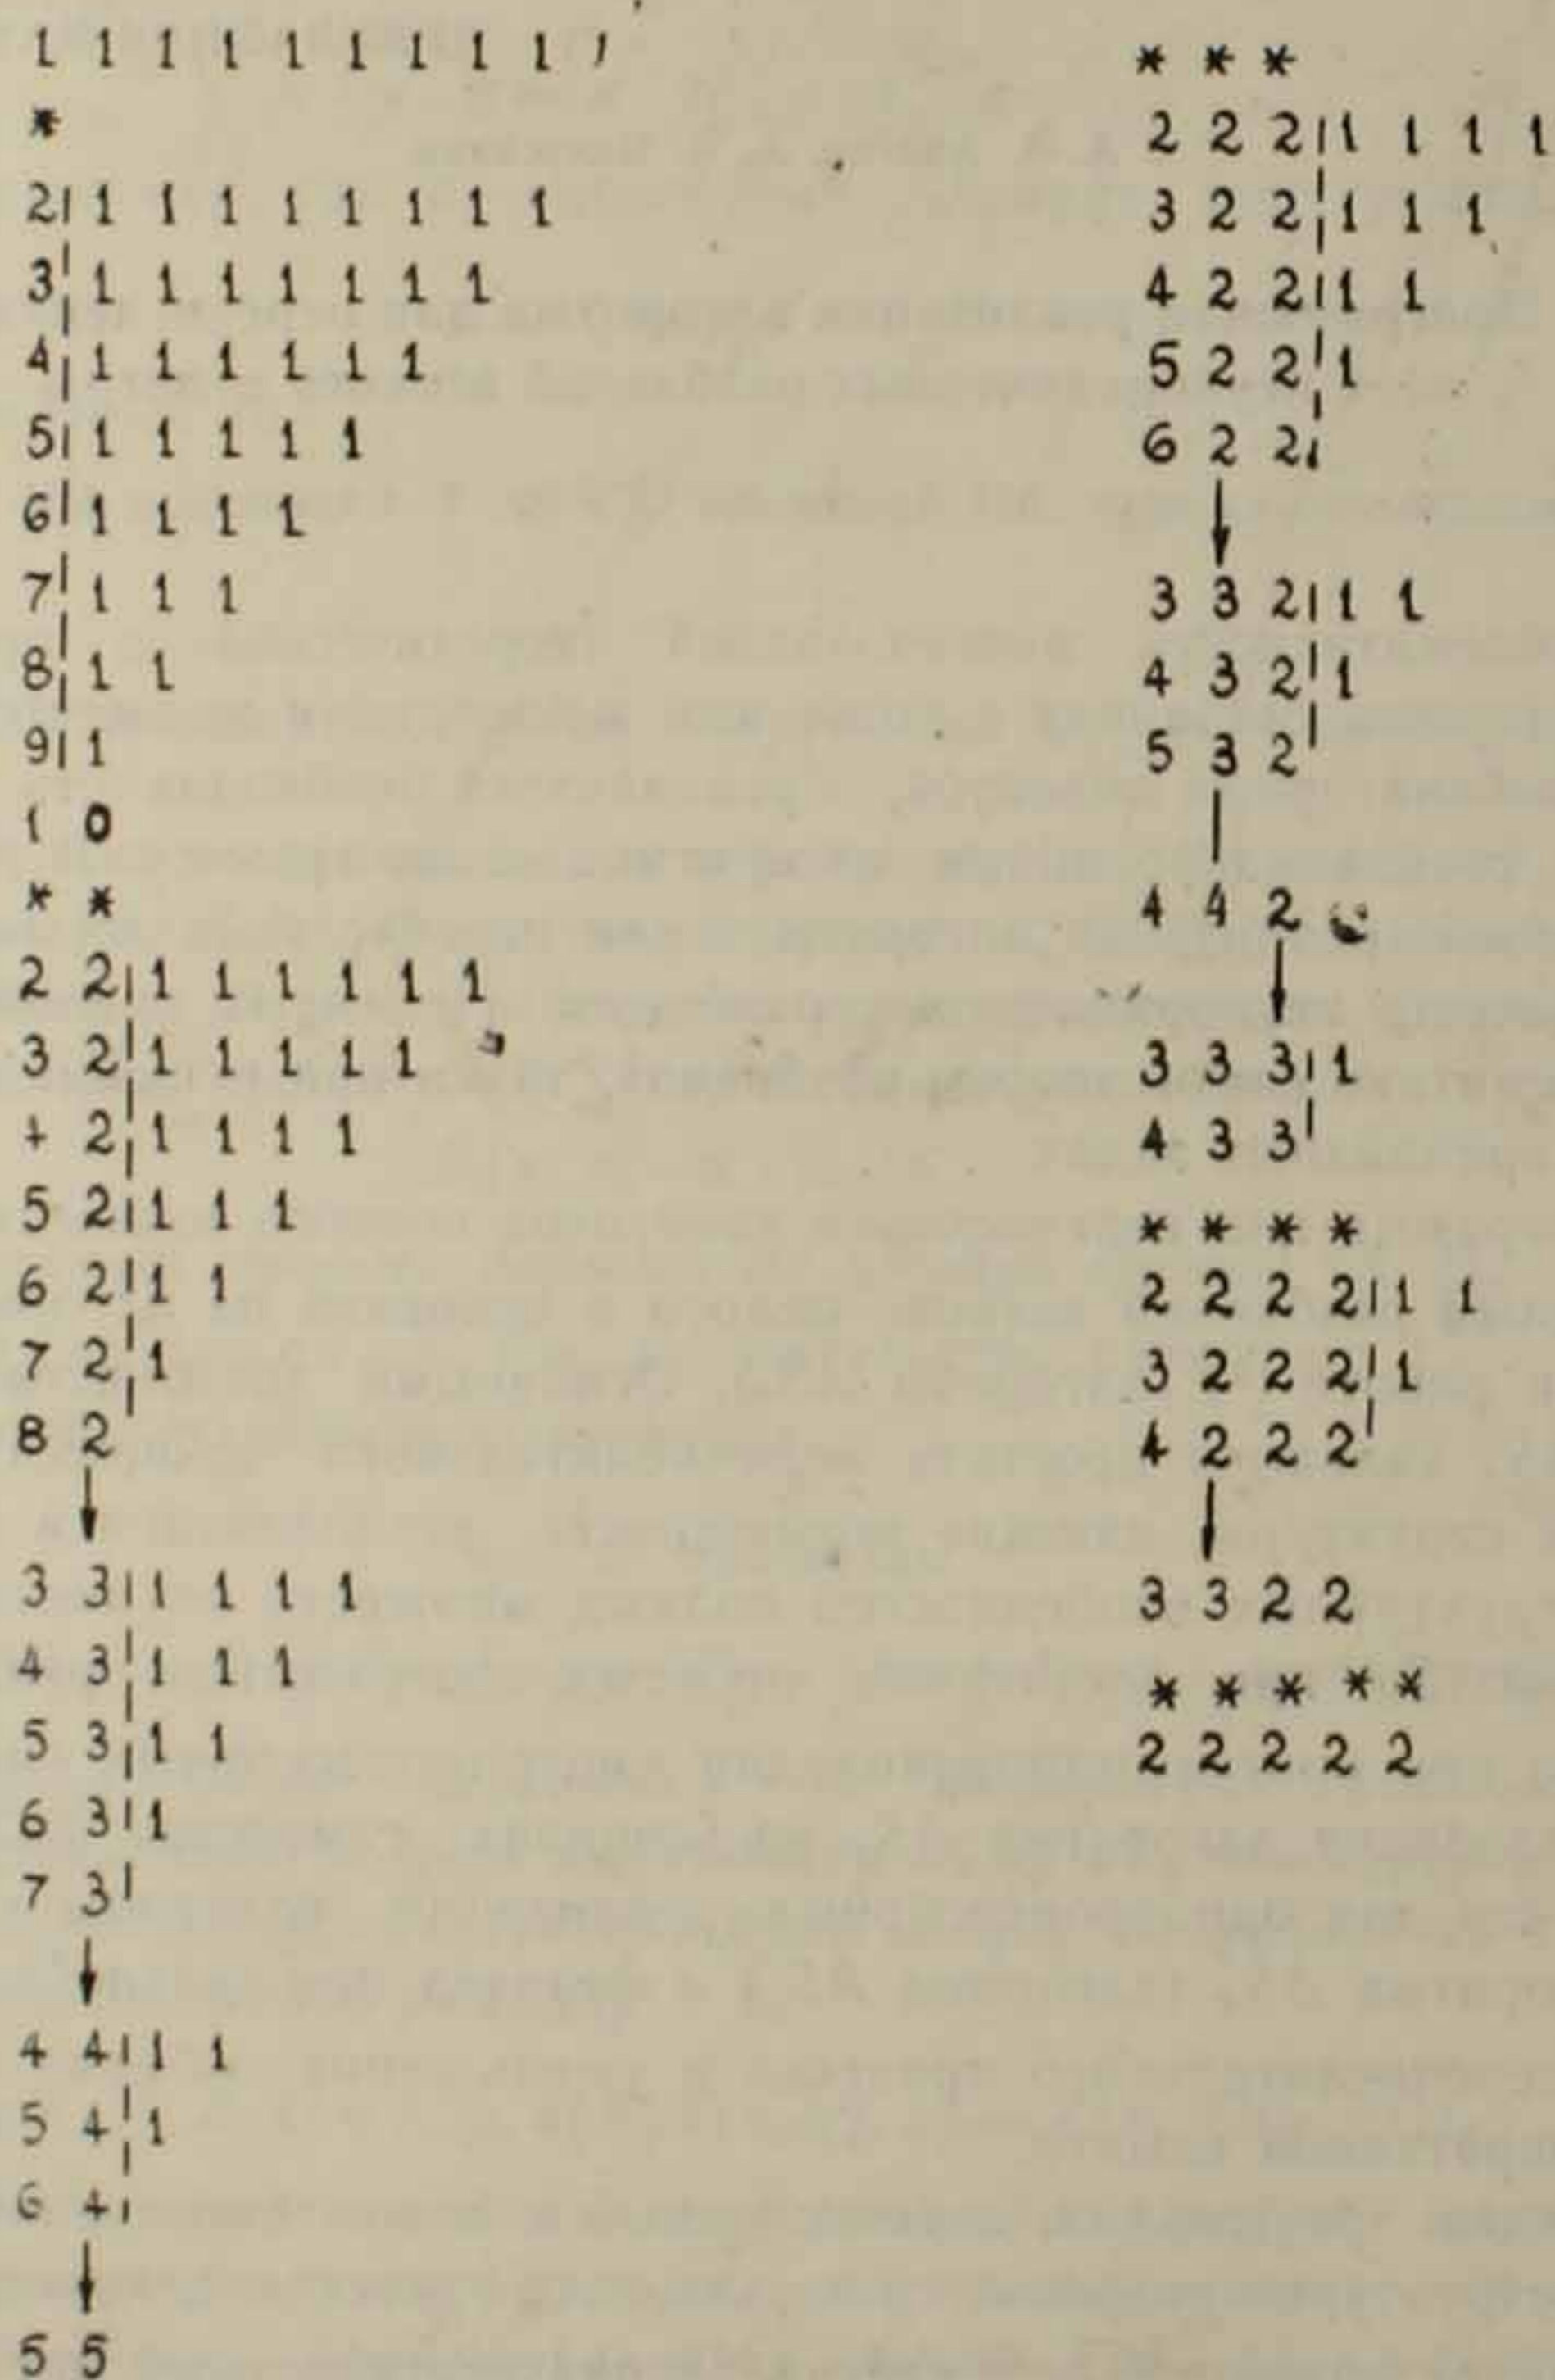 1 1 1 1 1 1 1 1 1 1
*
2| 1 1 1 1 1 1 1 1
3| 1 1 1 1 1 1 1
4| 1 1 1 1 1 1
5| 1 1 1 1 1
6| 1 1 1 1
7| 1 1 1
8| 1 1
9| 1
1 0
* *
2 2| 1 1 1 1 1 1
3 2| 1 1 1 1 1
4 2| 1 1 1 1
5 2| 1 1 1
6 2| 1 1
7 2| 1
8 2
↓
3 3| 1 1 1 1
4 3| 1 1 1
5 3| 1 1
6 3| 1
7 3|
↓
4 4| 1 1
5 4| 1
6 4|
↓
5 5
* * *
2 2 2| 1 1 1 1
3 2 2| 1 1 1
4 2 2| 1 1
5 2 2| 1
6 2 2|
↓
3 3 2| 1 1
4 3 2| 1
5 3 2|
|
4 4 2
↓
3 3 3| 1
4 3 3|
* * * *
2 2 2 2| 1 1
3 2 2 2| 1
4 2 2 2|
↓
3 3 2 2
* * * * *
2 2 2 2 2